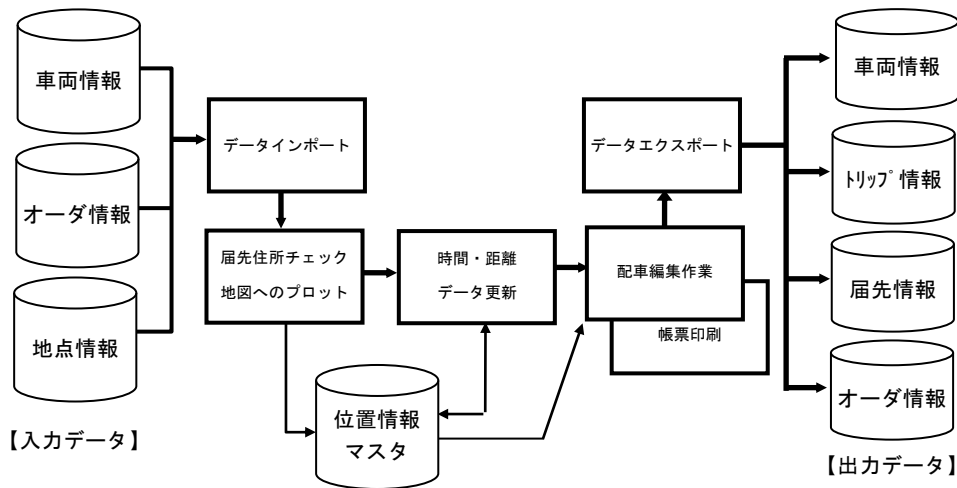 車両情報
オーダ情報
地点情報
【入力データ】
データインポート
届先住所チェック
地図へのプロット
時間・距離
データ更新
位置情報
マスタ
配車編集作業
帳票印刷
データエクスポート
車両情報
ﾄﾘｯﾌﾟ情報
届先情報
オーダ情報
【出力データ】